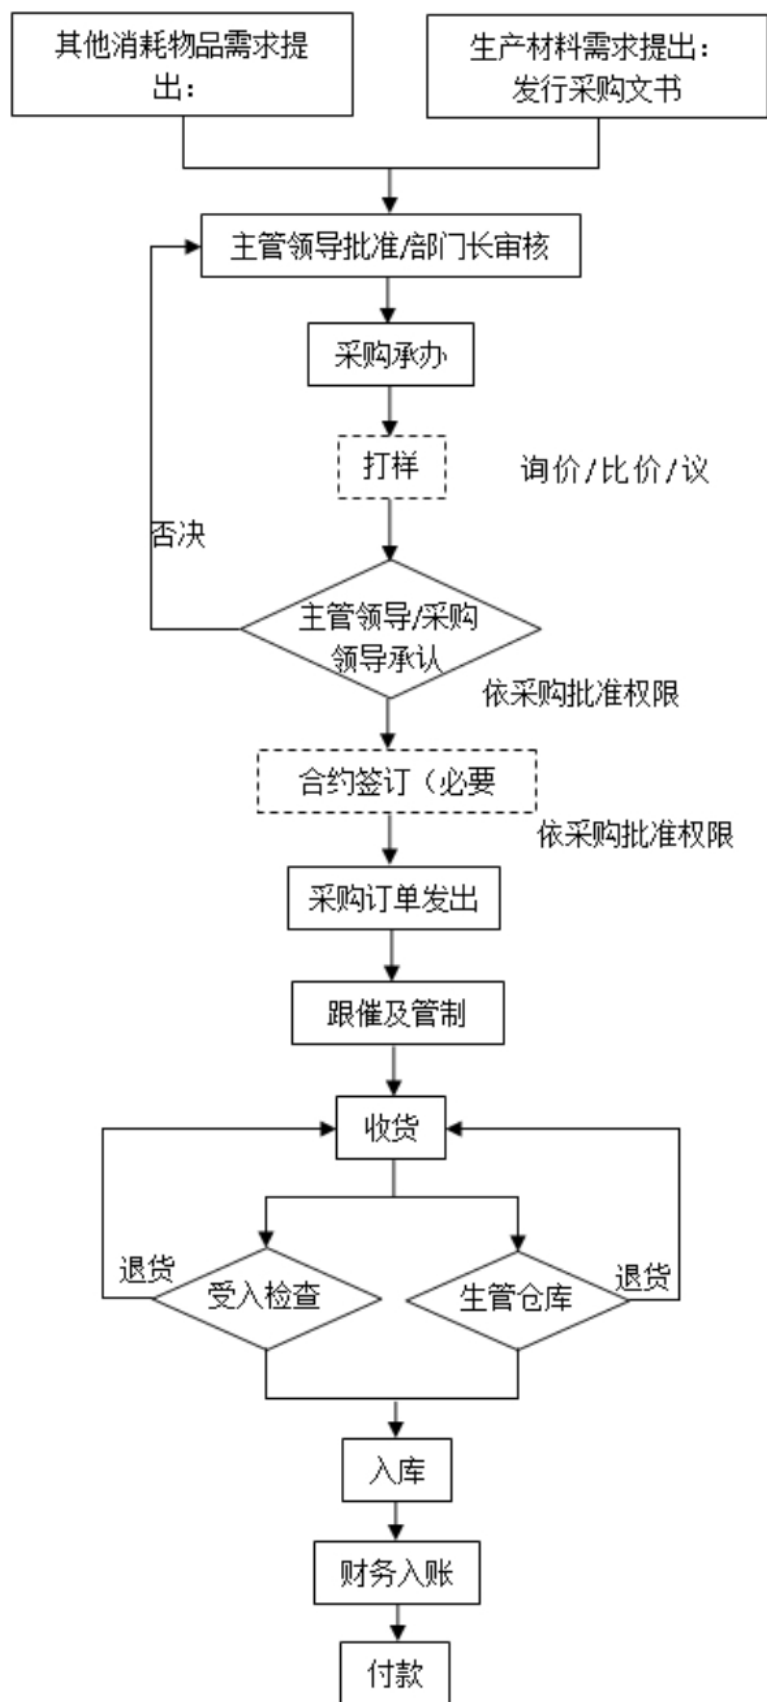 其他消耗物品需求提
出：
生产材料需求提出：
发行采购文书
主管领导批准/部门长审核
采购承办
打样
询价/比价/议
否决
主管领导/采购
领导承认
依采购批准权限
合约签订（必要
依采购批准权限
采购订单发出
跟催及管制
收货
退货
受入检查
生管仓库
退货
入库
财务入账
付款